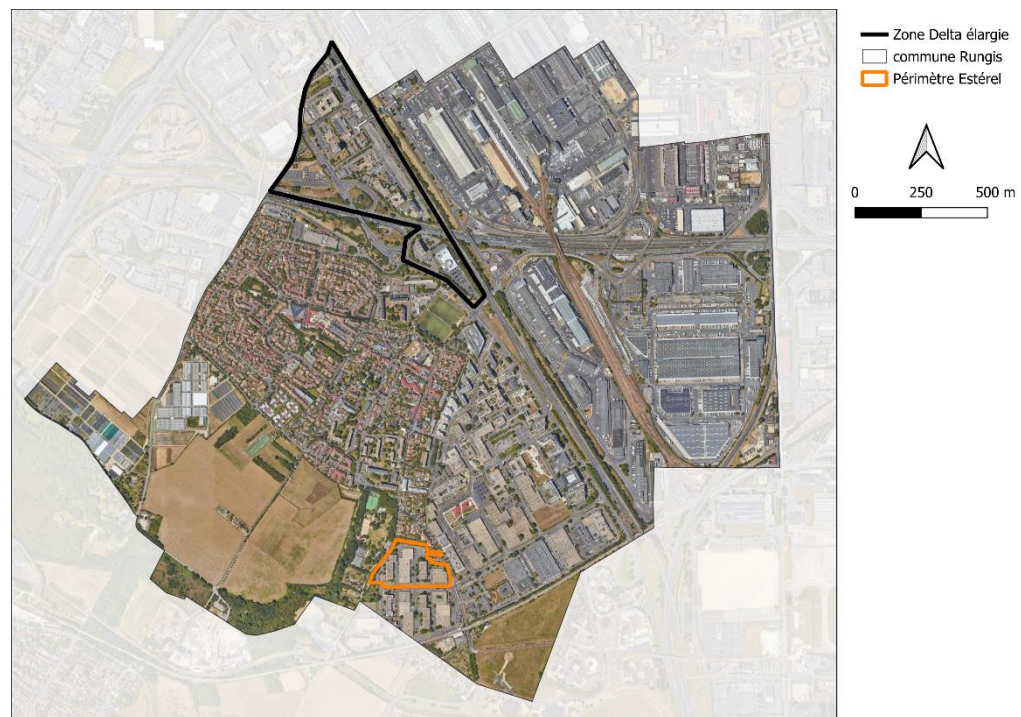 Zone Delta élargie
commune Rungis
Périmètre Estérel
0 250 500 m